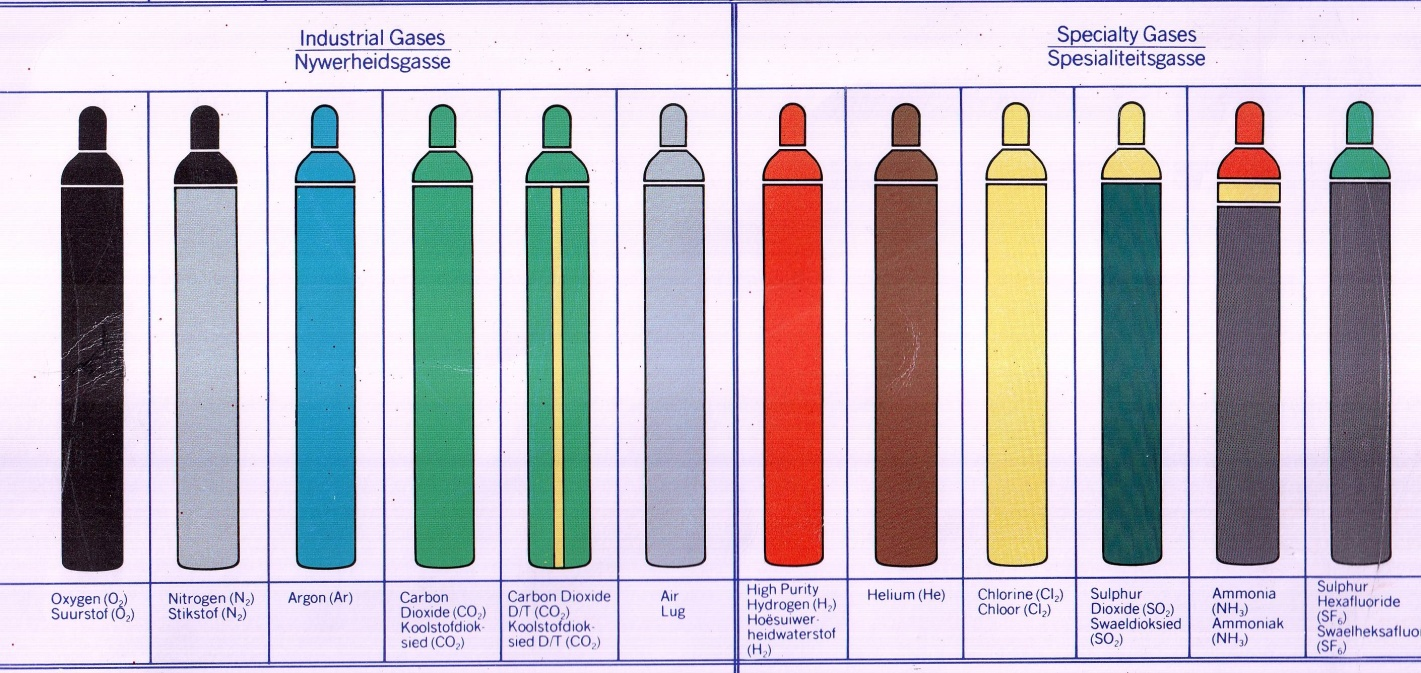 Industrial Gases
Nywerheidsgasse
Specialty Gases
Spesialiteitsgasse
Oxygen (O₂)
Suurstof (O₂)
Nitrogen (N₂)
Stikstof (N₂)
Argon (Ar)
Carbon
Dioxide (CO₂)
Koolstofdiok-
sied (CO₂)
Carbon Dioxide
D/T (CO₂)
Koolstofdiok-
sied D/T (CO₂)
Air
Lug
High Purity
Hydrogen (H₂)
Hoësuiwer-
heidwaterstof
(H₂)
Helium (He)
Chlorine (Cl₂)
Chloor (Cl₂)
Sulphur
Dioxide (SO₂)
Swaeldioksied
(SO₂)
Ammonia
(NH₃)
Ammoniak
(NH₃)
Sulphur
Hexafluoride
(SF₆)
Swaelheksafluo
(SF₆)